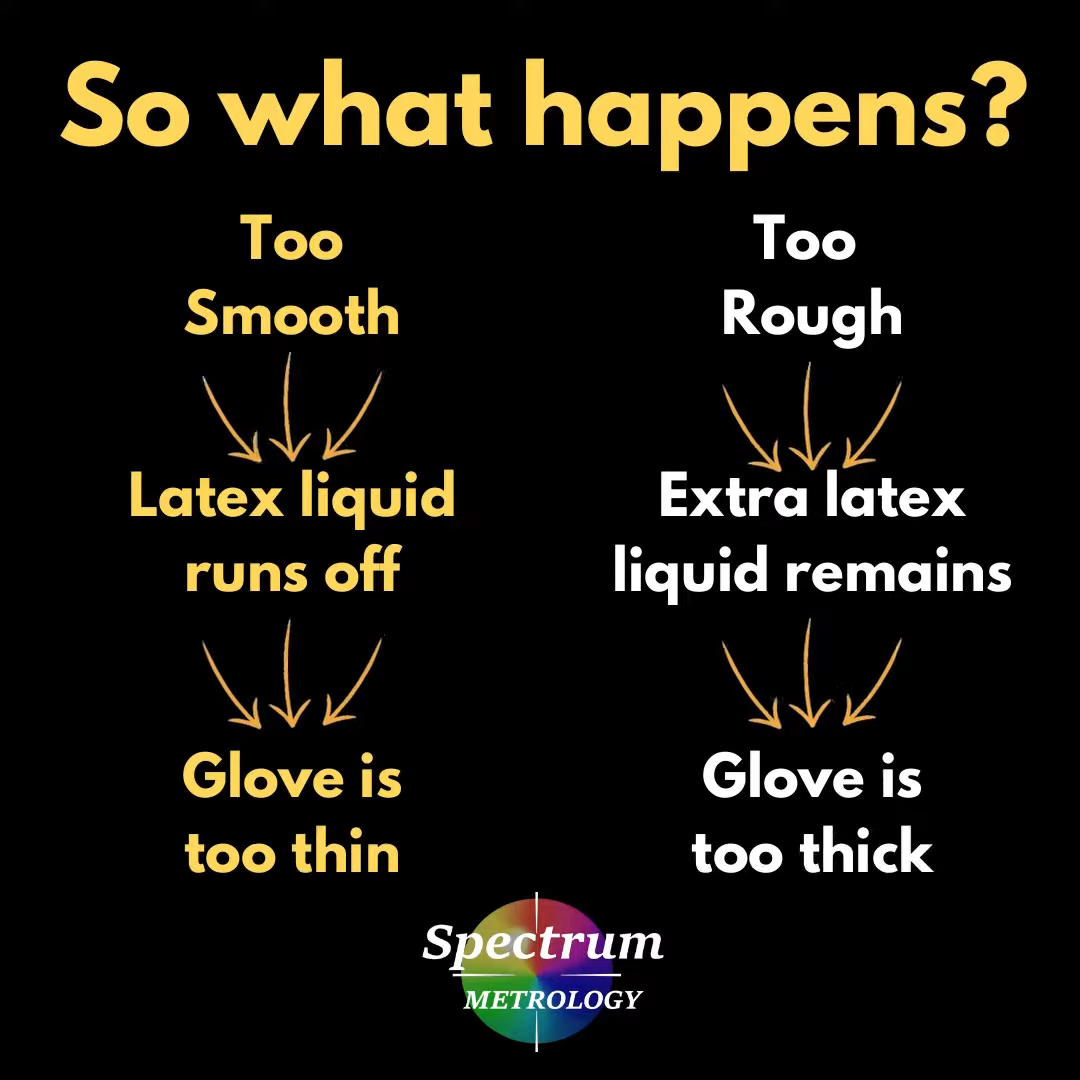 So what happens?
Too
Smooth
Latex liquid
runs off
Glove is
too thin
Too
Rough
Extra latex
liquid remains
Glove is
too thick
Spectrum
METROLOGY